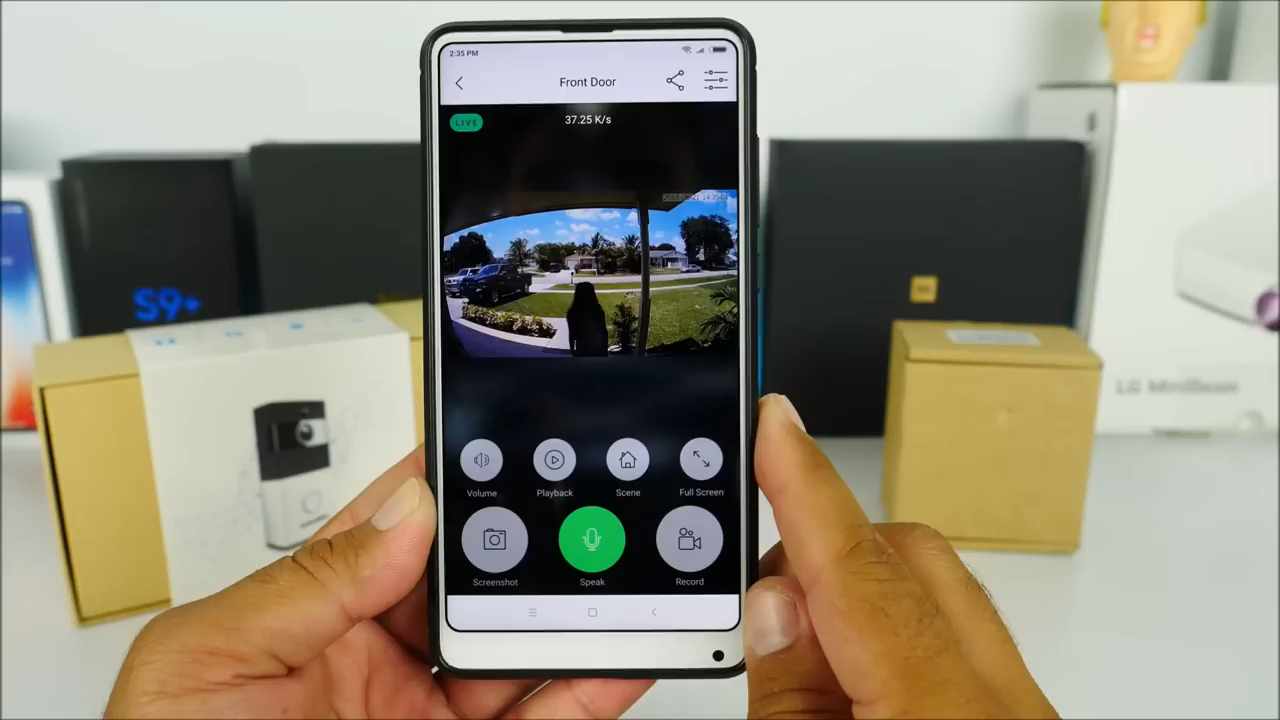 2:35 PM
Front Door
LIVE
37.25 K/s
Volume
Playback
Scene
Full Screen
Screenshot
Speak
Record
S9+
LG MiniBeam